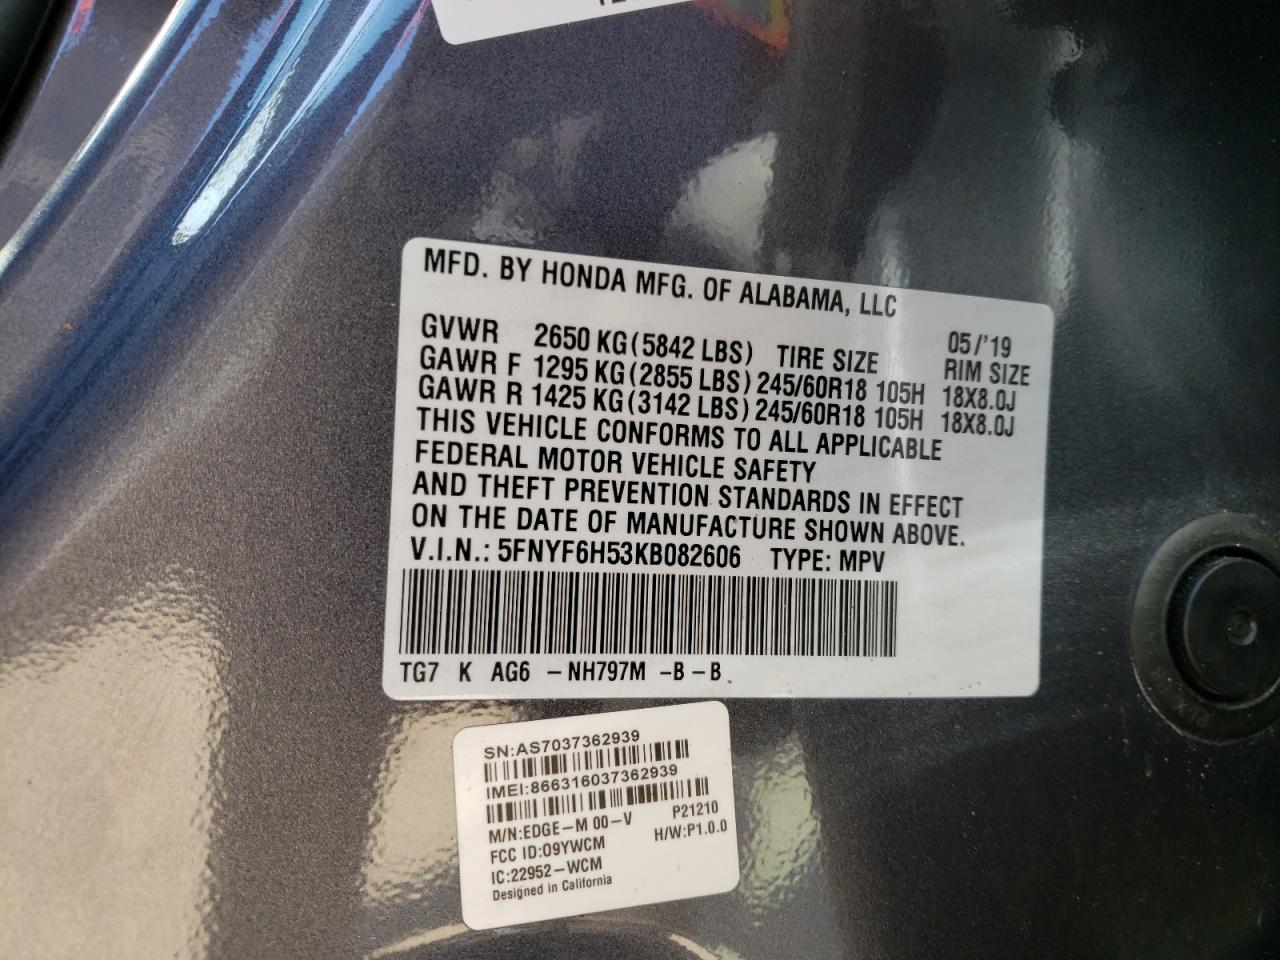 MFD. BY HONDA MFG. OF ALABAMA, LLC
05/'19
GVWR 2650 KG (5842 LBS) TIRE SIZE RIM SIZE
GAWR F 1295 KG (2855 LBS) 245/60R18 105H 18X8.0J
GAWR R 1425 KG (3142 LBS) 245/60R18 105H 18X8.0J
THIS VEHICLE CONFORMS TO ALL APPLICABLE
FEDERAL MOTOR VEHICLE SAFETY
AND THEFT PREVENTION STANDARDS IN EFFECT
ON THE DATE OF MANUFACTURE SHOWN ABOVE.
V.I.N.: 5FNYF6H53KB082606 TYPE: MPV
TG7 K AG6 -NH797M -B -B
SN:AS7037362939
IMEI:866316037362939
M/N:EDGE-M 00-V P21210
FCC ID:O9YWCM H/W:P1.0.0
IC:22952-WCM
Designed in California